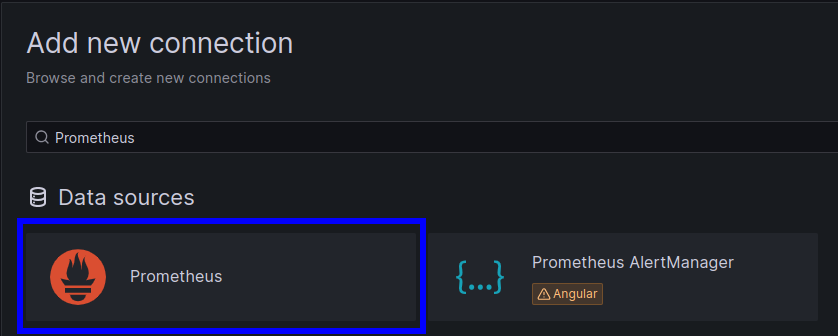 Add new connection
Browse and create new connections
Prometheus
Data sources
Prometheus
{...}
Prometheus AlertManager
Angular